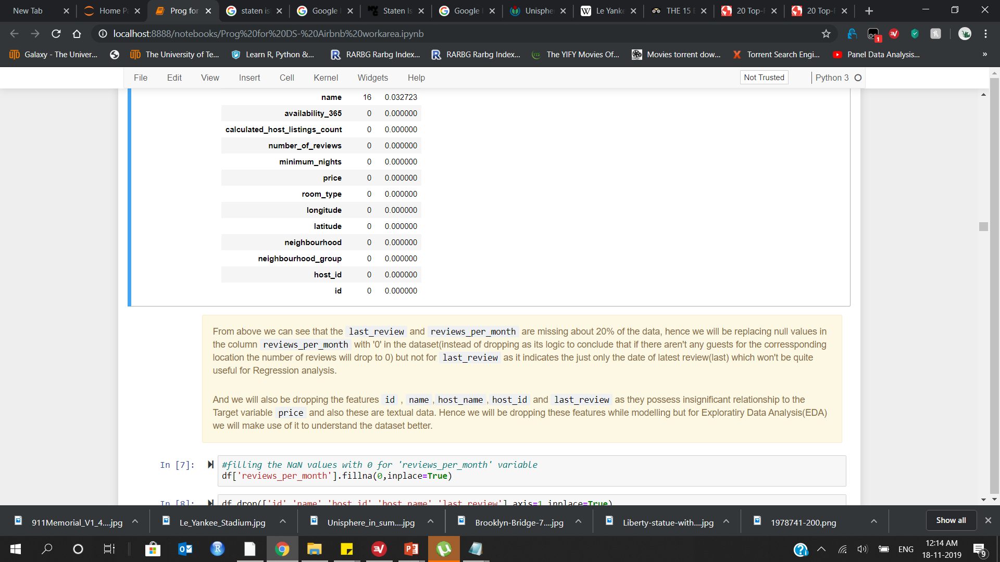 New Tab
Home P
Prog for
staten is
Google
Staten Is
Google
Unisphe
Le Yank
THE 15
20 Top-
20 Top-
localhost:8888/notebooks/Prog%20for%20DS-%20Airbnb%20workarea.ipynb
1
Galaxy - The Univer...
The University of Te...
Learn R, Python &...
RARBG Rarbg Index...
RARBG Rarbg Index...
The YIFY Movies Of...
Movies torrent dow...
Torrent Search Engi...
Panel Data Analysis...
»
File Edit View Insert Cell Kernel Widgets Help
Not Trusted
Python 3
name 16 0.032723
availability_365 0 0.000000
calculated_host_listings_count 0 0.000000
number_of_reviews 0 0.000000
minimum_nights 0 0.000000
price 0 0.000000
room_type 0 0.000000
longitude 0 0.000000
latitude 0 0.000000
neighbourhood 0 0.000000
neighbourhood_group 0 0.000000
host_id 0 0.000000
id 0 0.000000
From above we can see that the last_review and reviews_per_month are missing about 20% of the data, hence we will be replacing null values in
the column reviews_per_month with '0' in the dataset(instead of dropping as its logic to conclude that if there aren't any guests for the corressponding
location the number of reviews will drop to 0) but not for last_review as it indicates the just only the date of latest review(last) which won't be quite
useful for Regression analysis.
And we will also be dropping the features id , name , host_name , host_id and last_review as they possess insignificant relationship to the
Target variable price and also these are textual data. Hence we will be dropping these features while modelling but for Exploratiry Data Analysis(EDA)
we will make use of it to understand the dataset better.
In [7]:
#filling the NaN values with 0 for 'reviews_per_month' variable
df['reviews_per_month'].fillna(0,inplace=True)
In [8]:
df.drop(['id','name','host_id','host_name','last_review'],axis=1,inplace=True)
911Memorial_V1_4....jpg
Le_Yankee_Stadium.jpg
Unisphere_in_sum....jpg
Brooklyn-Bridge-7....jpg
Liberty-statue-with....jpg
1978741-200.png
Show all
ENG
12:14 AM
18-11-2019
9